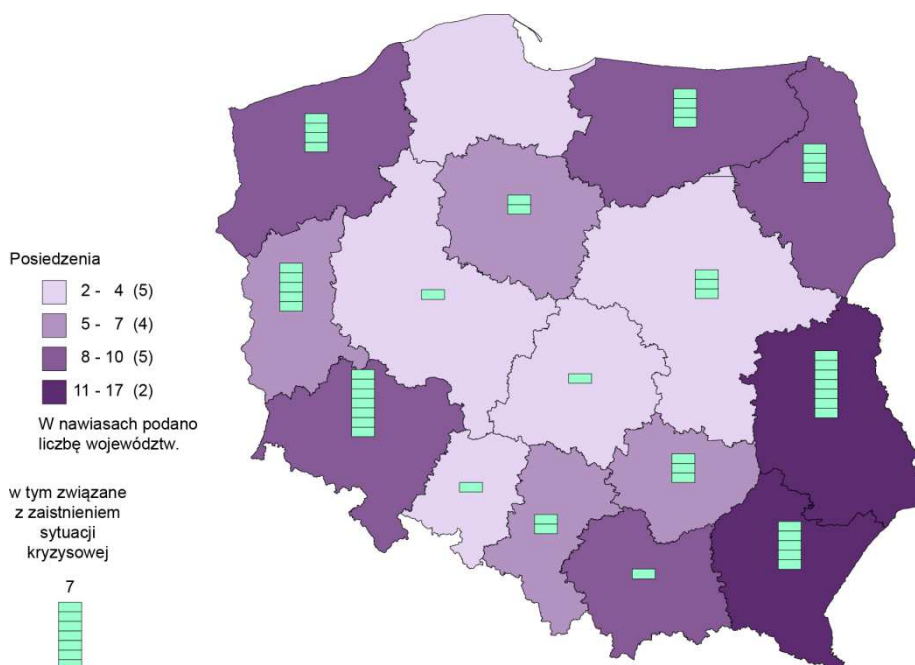 Posiedzenia
2 - 4 (5)
5 - 7 (4)
8 - 10 (5)
11 - 17 (2)
W nawiasach podano
liczbę województw.
w tym związane
z zaistnieniem
sytuacji
kryzysowej
7